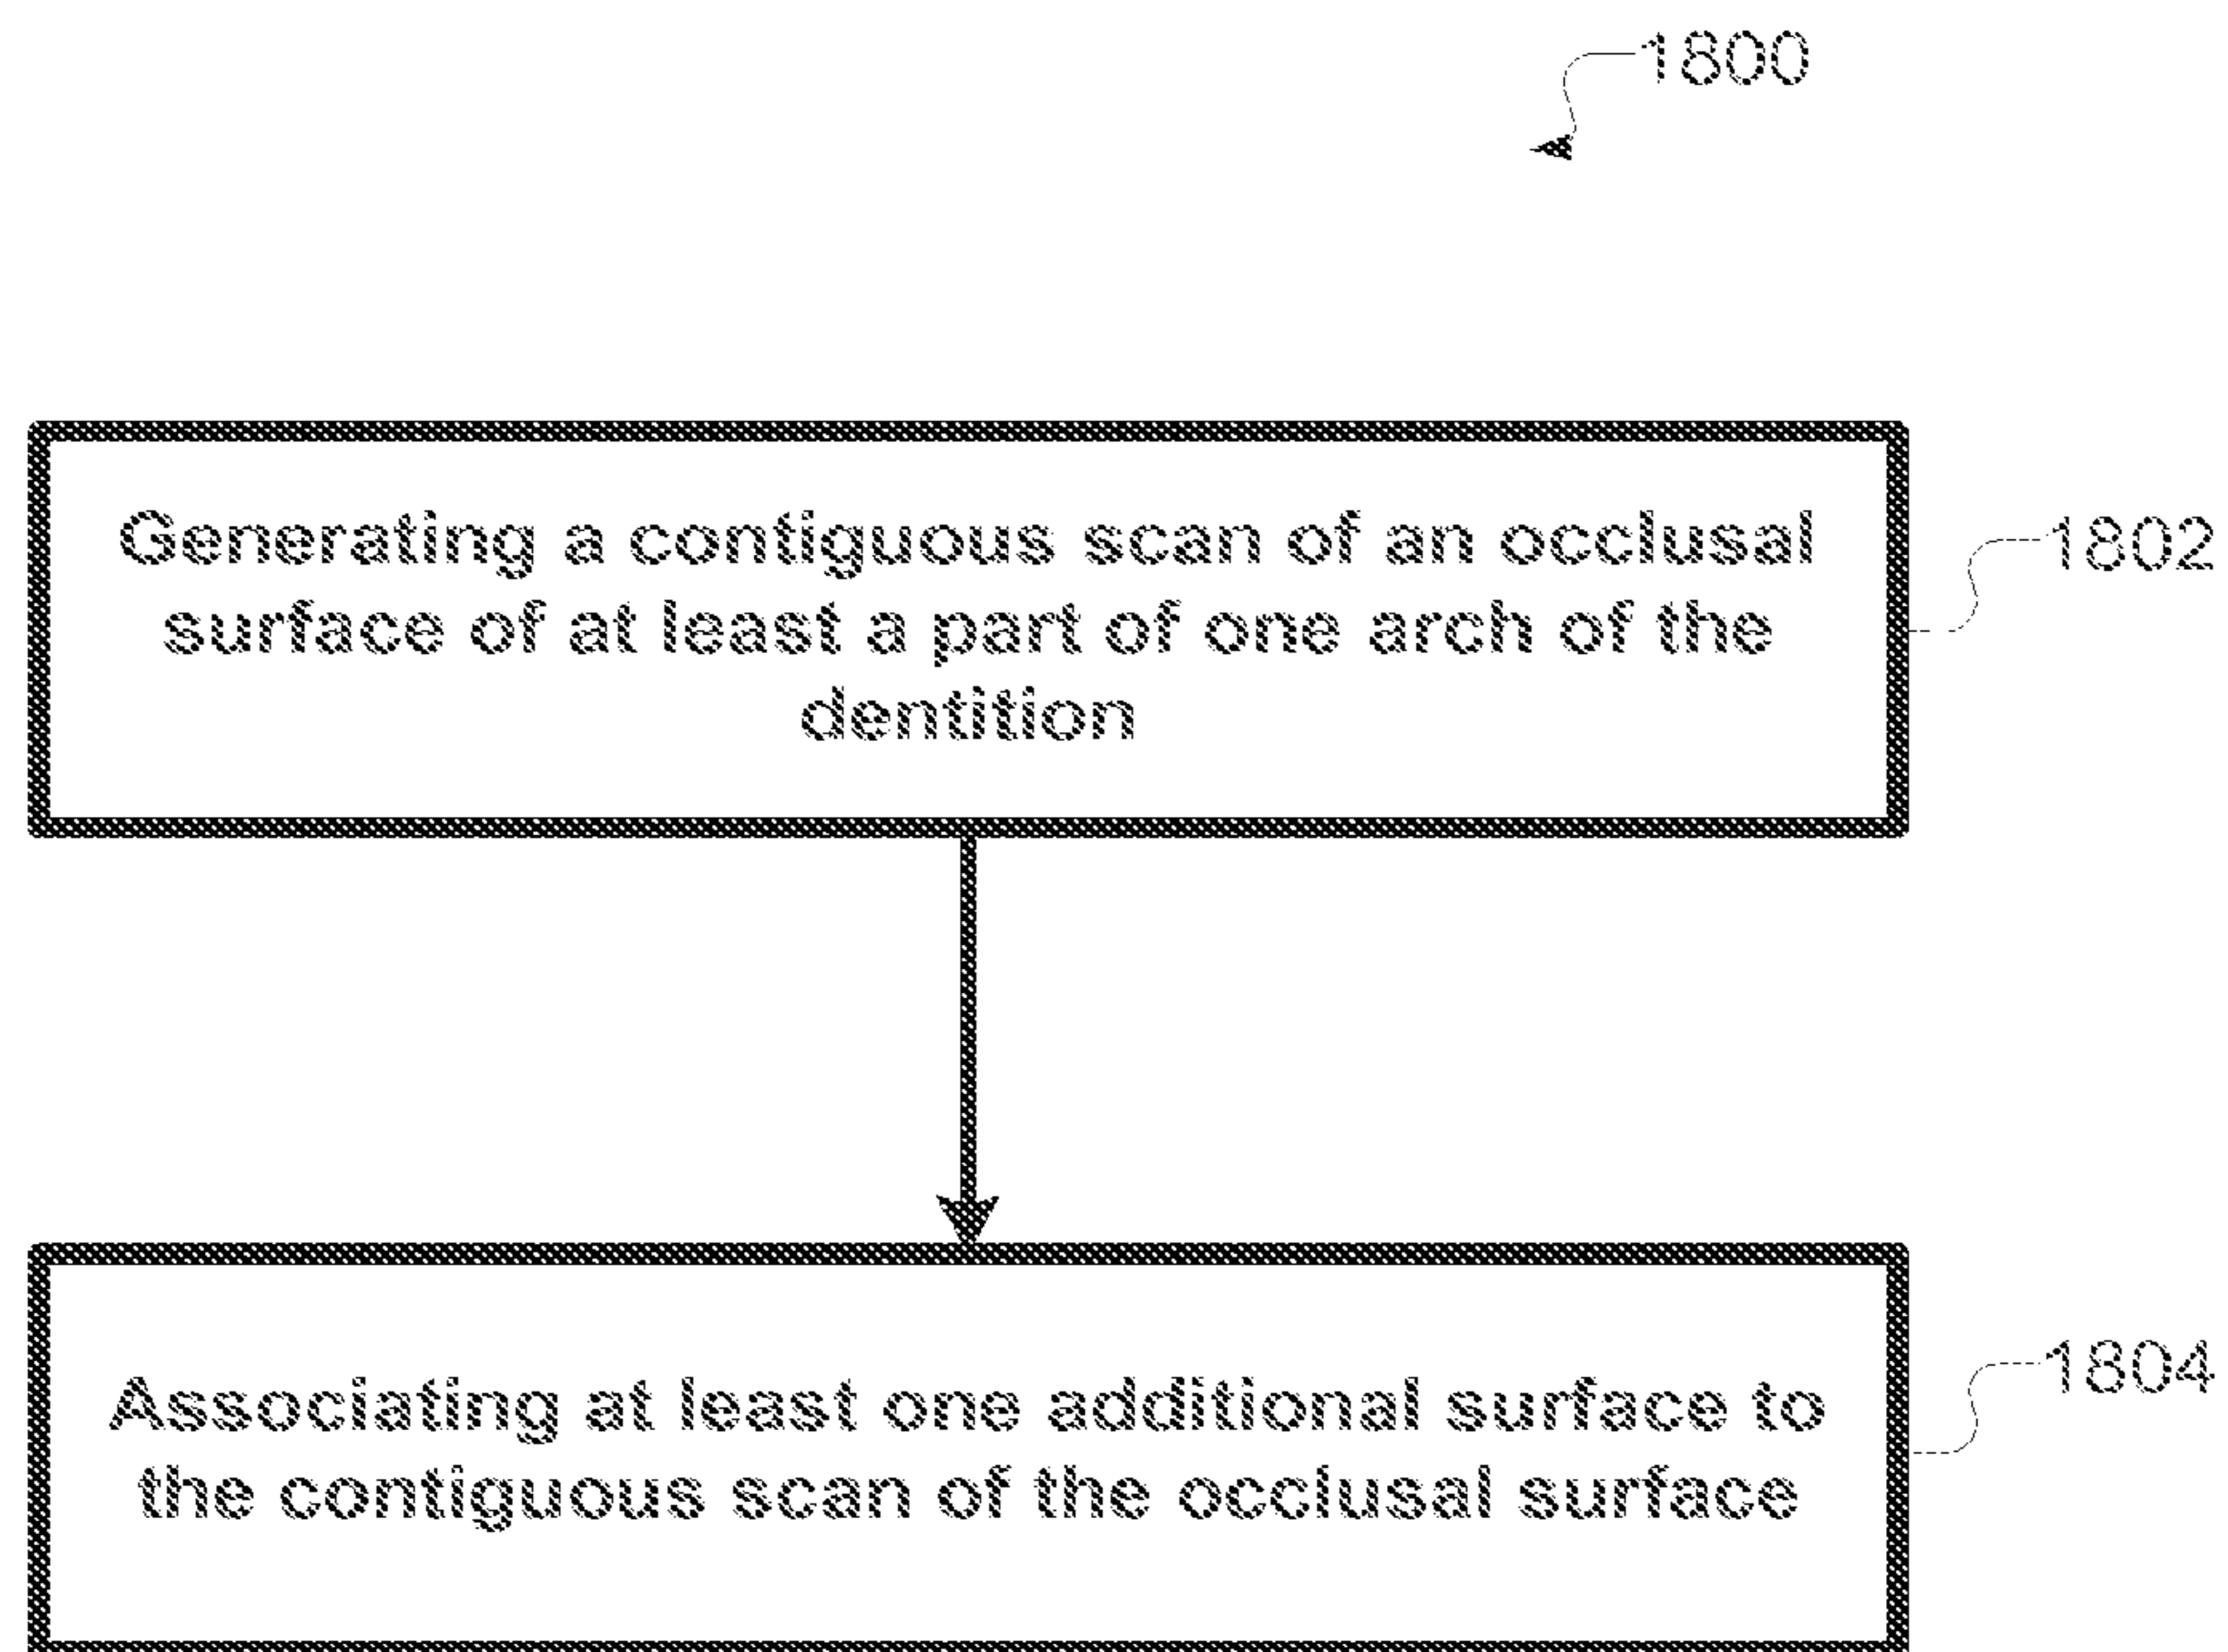 1800
Generating a contiguous scan of an occlusal
surface of at least a part of one arch of the
dentition
1802
Associating at least one additional surface to
the contiguous scan of the occlusal surface
1804